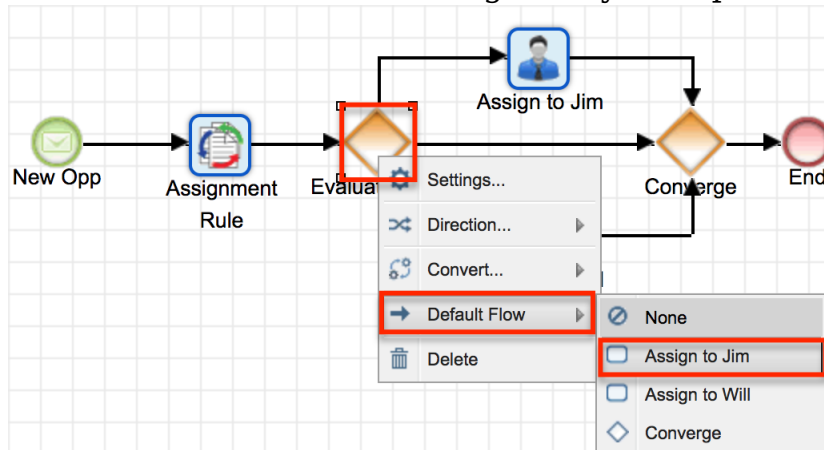 Assign to Jim
New Opp
Assignment
Rule
Converge
End
Settings...
Direction...
Convert...
Default Flow
Delete
None
Assign to Jim
Assign to Will
Converge